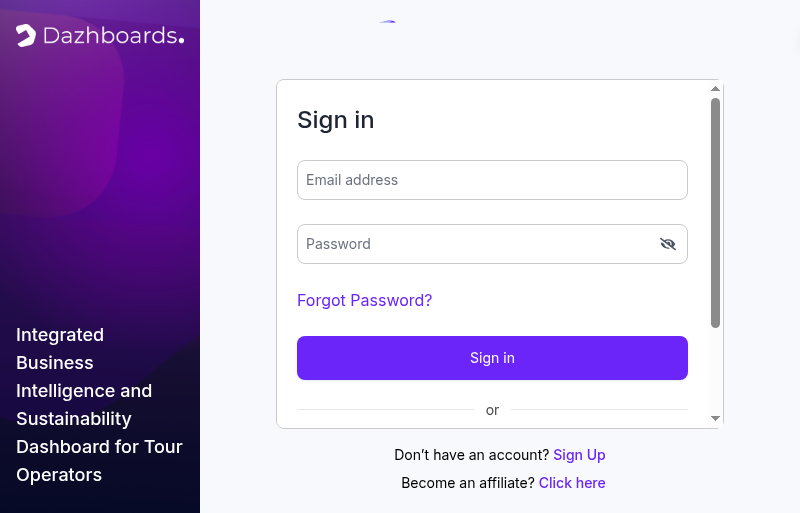 Dazhboards.
Integrated
Business
Intelligence and
Sustainability
Dashboard for Tour
Operators
Sign in
Email address
Password
Forgot Password?
Sign in
or
Don’t have an account? Sign Up
Become an affiliate? Click here